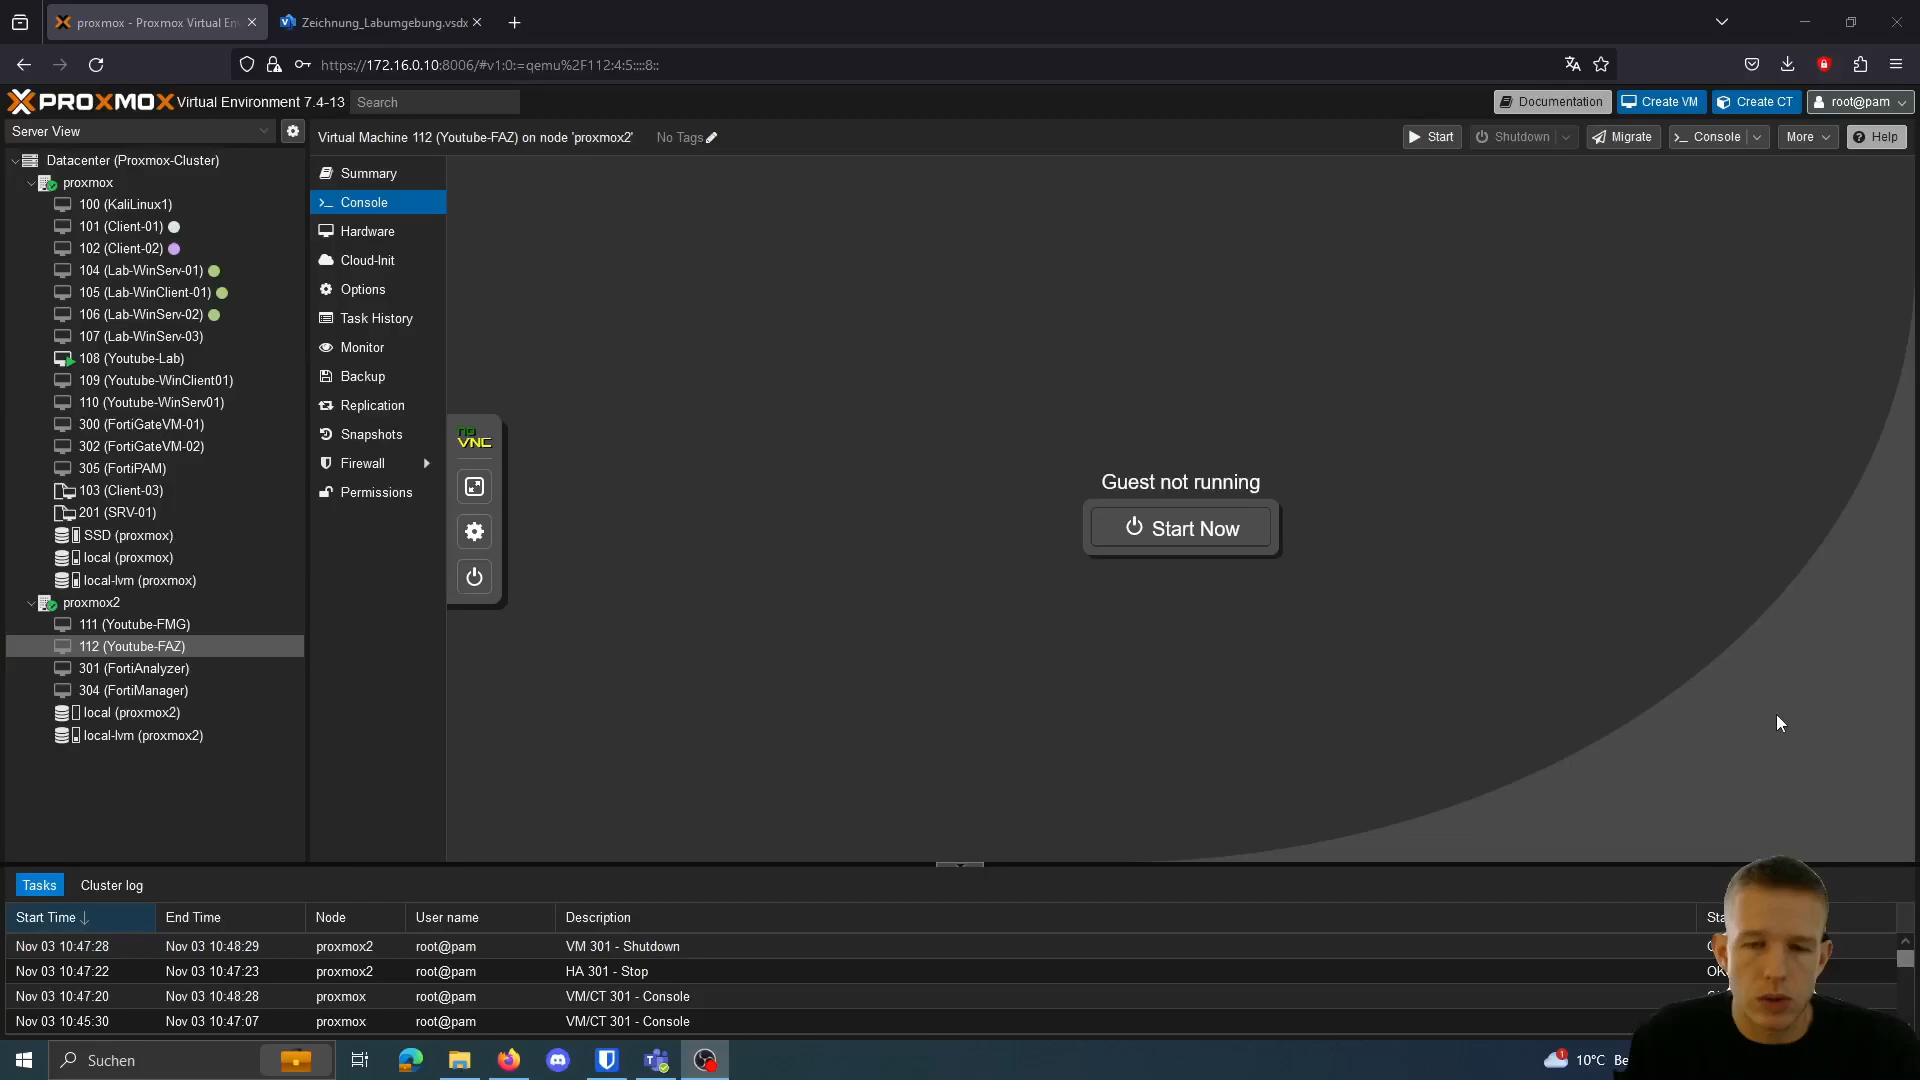 proxmox - Proxmox Virtual En
Zeichnung_Labumgebung.vsdx
https://172.16.0.10:8006/#v1:0:=qemu%2F112:4:5::::8::
PROXMOX Virtual Environment 7.4-13
Search
Documentation
Create VM
Create CT
root@pam
Server View
Virtual Machine 112 (Youtube-FAZ) on node 'proxmox2'
No Tags
Start
Shutdown
Migrate
Console
More
Help
Datacenter (Proxmox-Cluster)
proxmox
100 (KaliLinux1)
101 (Client-01)
102 (Client-02)
104 (Lab-WinServ-01)
105 (Lab-WinClient-01)
106 (Lab-WinServ-02)
107 (Lab-WinServ-03)
108 (Youtube-Lab)
109 (Youtube-WinClient01)
110 (Youtube-WinServ01)
300 (FortiGateVM-01)
302 (FortiGateVM-02)
305 (FortiPAM)
103 (Client-03)
201 (SRV-01)
SSD (proxmox)
local (proxmox)
local-lvm (proxmox)
proxmox2
111 (Youtube-FMG)
112 (Youtube-FAZ)
301 (FortiAnalyzer)
304 (FortiManager)
local (proxmox2)
local-lvm (proxmox2)
Summary
Console
Hardware
Cloud-Init
Options
Task History
Monitor
Backup
Replication
Snapshots
Firewall
Permissions
no
VNC
Guest not running
Start Now
Tasks
Cluster log
Start Time
End Time
Node
User name
Description
Nov 03 10:47:28
Nov 03 10:48:29
proxmox2
root@pam
VM 301 - Shutdown
Nov 03 10:47:22
Nov 03 10:47:23
proxmox2
root@pam
HA 301 - Stop
OK
Nov 03 10:47:20
Nov 03 10:48:28
proxmox
root@pam
VM/CT 301 - Console
Nov 03 10:45:30
Nov 03 10:47:07
proxmox
root@pam
VM/CT 301 - Console
Suchen
1
10°C